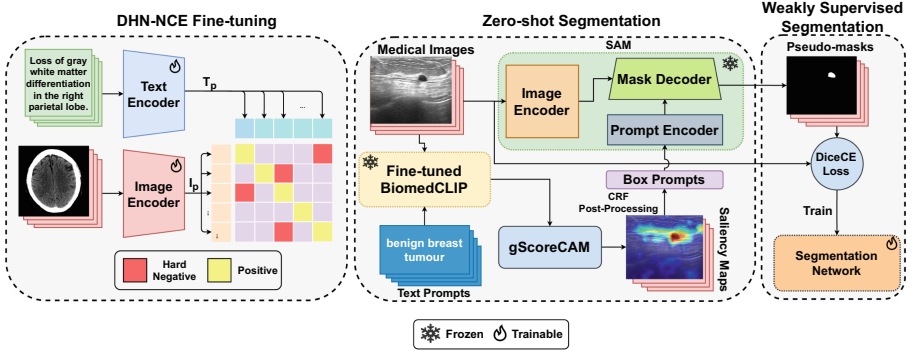 DHN-NCE Fine-tuning
Loss of gray
white matter
differentiation
in the right
parietal lobe.
Text
Encoder
Tp
...
Image
Encoder
Ip
Hard
Negative
Positive
Zero-shot Segmentation
Medical Images
SAM
Image
Encoder
Mask Decoder
Prompt Encoder
Fine-tuned
BiomedCLIP
Box Prompts
CRF
Post-Processing
benign breast
tumour
Text Prompts
gScoreCAM
Saliency Maps
Weakly Supervised
Segmentation
Pseudo-masks
DiceCE
Loss
Train
Segmentation
Network
Frozen
Trainable